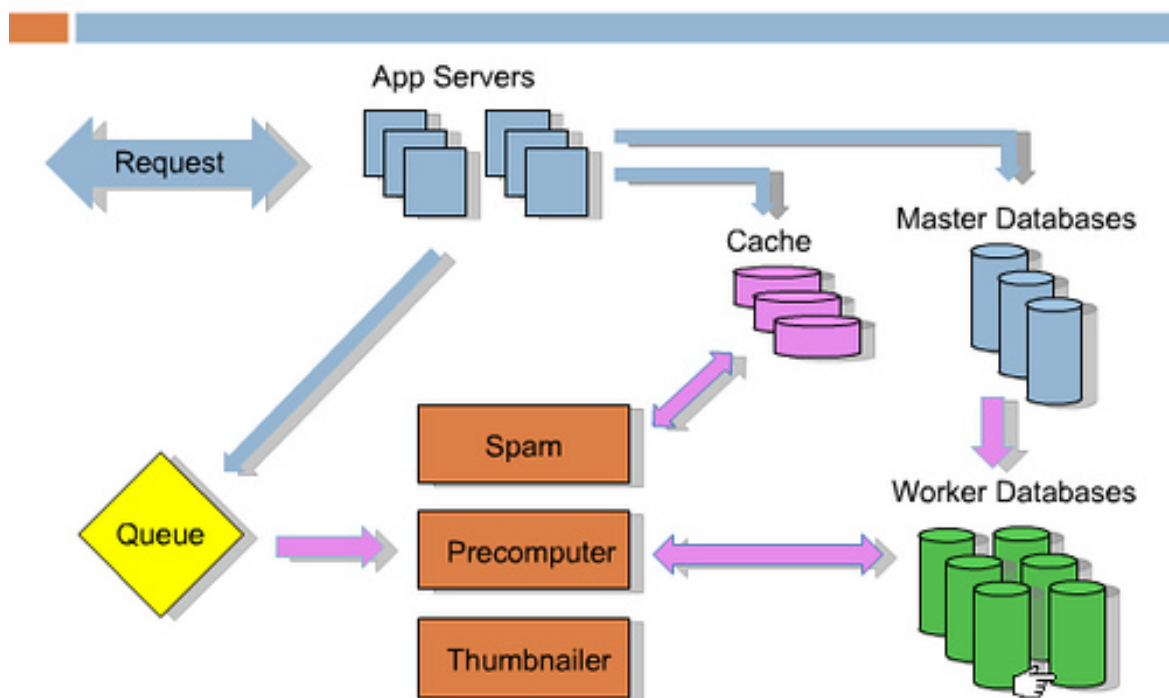 App Servers
Request
Master Databases
Cache
Spam
Worker Databases
Queue
Precomputer
Thumbnailer